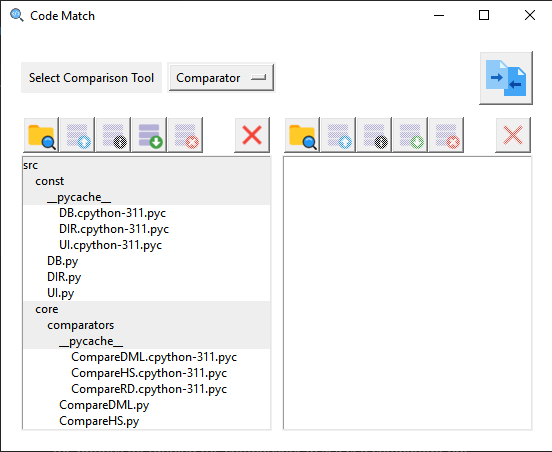 Code Match
Select Comparison Tool
Comparator
src
const
__pycache__
DB.cpython-311.pyc
DIR.cpython-311.pyc
UI.cpython-311.pyc
DB.py
DIR.py
UI.py
core
comparators
__pycache__
CompareDML.cpython-311.pyc
CompareHS.cpython-311.pyc
CompareRD.cpython-311.pyc
CompareDML.py
CompareHS.py